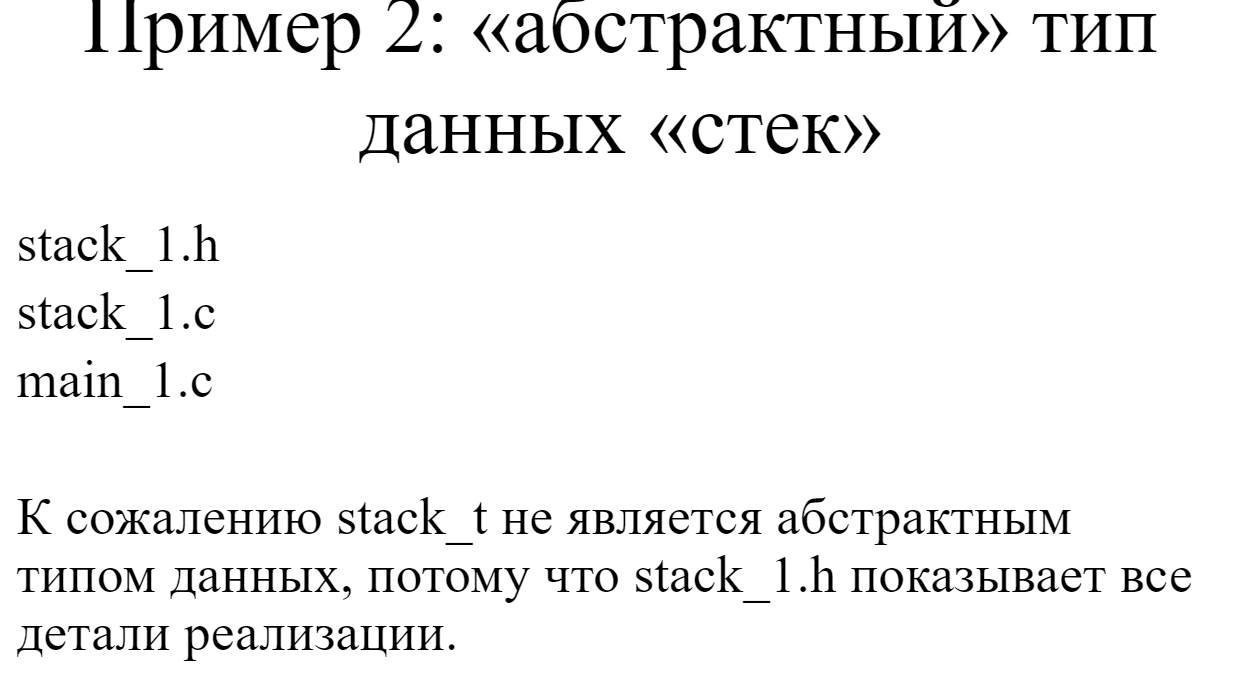 Пример 2: «абстрактный» тип
данных «стек»
stack_1.h
stack_1.c
main_1.c
К сожалению stack_t не является абстрактным
типом данных, потому что stack_1.h показывает все
детали реализации.